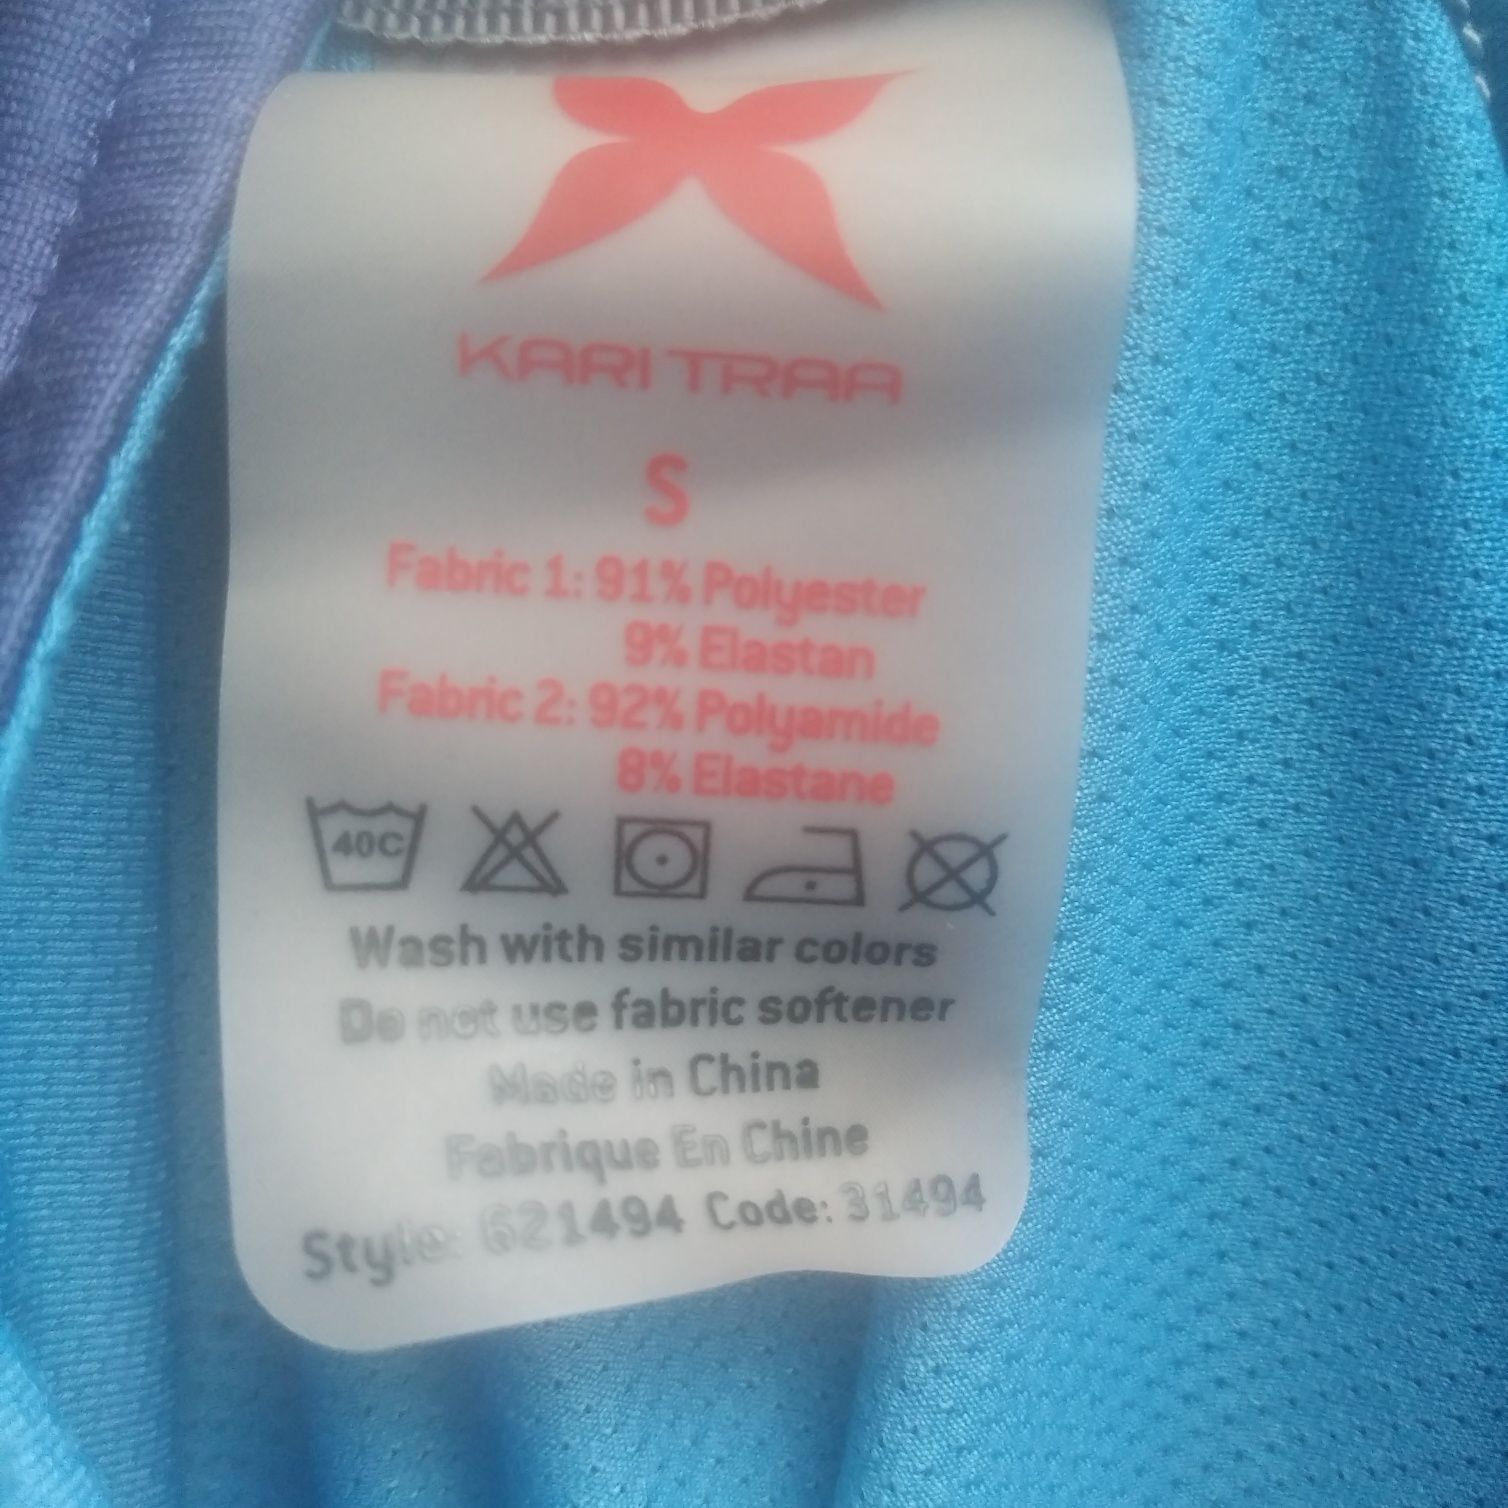 KARI TRAA
S
Fabric 1: 91% Polyester
9% Elastan
Fabric 2: 92% Polyamide
8% Elastane
40C
Wash with similar colors
Do not use fabric softener
Made in China
Fabrique En Chine
Style: 621494 Code: 31494